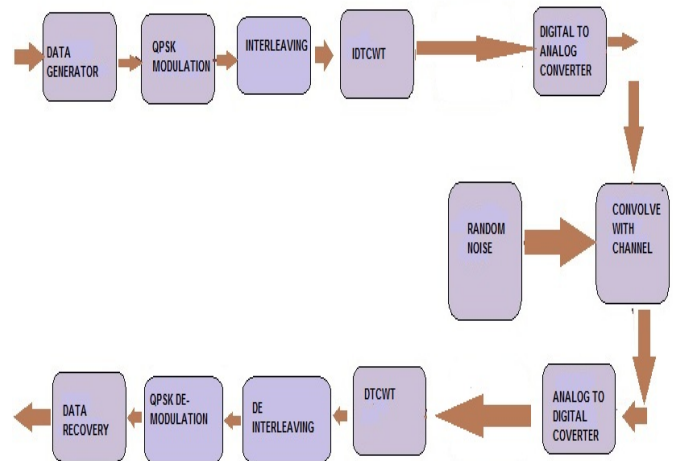 DATA
GENERATOR
QPSK
MODULATION
INTERLEAVING
IDTCWT
DIGITAL TO
ANALOG
CONVERTER
RANDOM
NOISE
CONVOLVE
WITH
CHANNEL
DATA
RECOVERY
QPSK DE-
MODULATION
DE
INTERLEAVING
DTCWT
ANALOG TO
DIGITAL
COVERTER